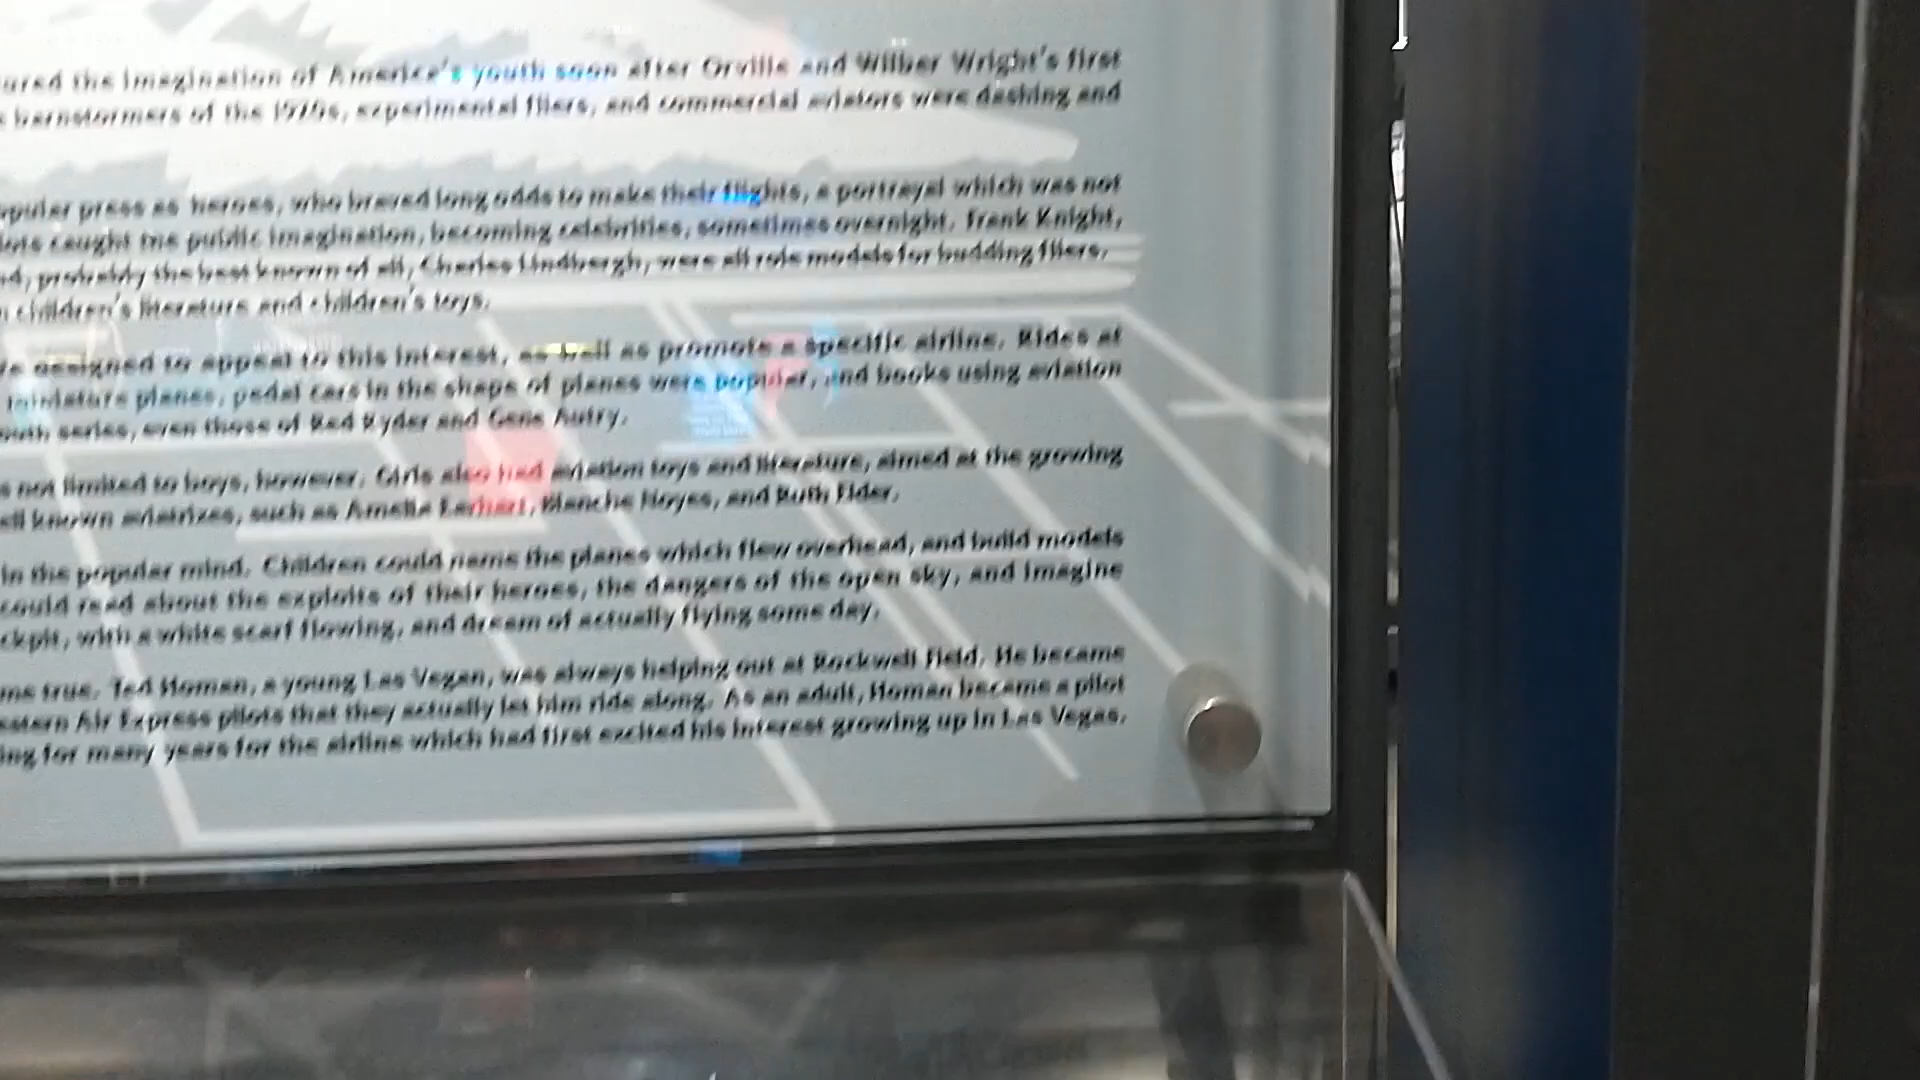 the imagination of America's youth soon after Orville and Wilbur Wright's first
barnstormers of the 1920s, experimental fliers, and commercial aviators were dashing and
press as heroes, who braved long odds to make their flights, a portrayal which was not
caught the public imagination, becoming celebrities, sometimes overnight. Frank Knight,
probably the best known of all, Charles Lindbergh, were all role models for budding fliers.
children's literature and children's toys.
designed to appeal to this interest, as well as promote a specific airline. Rides at
miniature planes, pedal cars in the shape of planes were popular, and books using aviation
series, even those of Red Ryder and Gene Autry.
not limited to boys, however. Girls also had aviation toys and literature, aimed at the growing
known aviatrixes, such as Amelia Earhart, Blanche Noyes, and Ruth Elder.
in the popular mind. Children could name the planes which flew overhead, and build models
could read about the exploits of their heroes, the dangers of the open sky, and imagine
with a white scarf flowing, and dream of actually flying some day.
true. Ted Homan, a young Las Vegan, was always helping out at Rockwell Field. He became
Air Express pilots that they actually let him ride along. As an adult, Homan became a pilot
for many years for the airline which had first excited his interest growing up in Las Vegas.